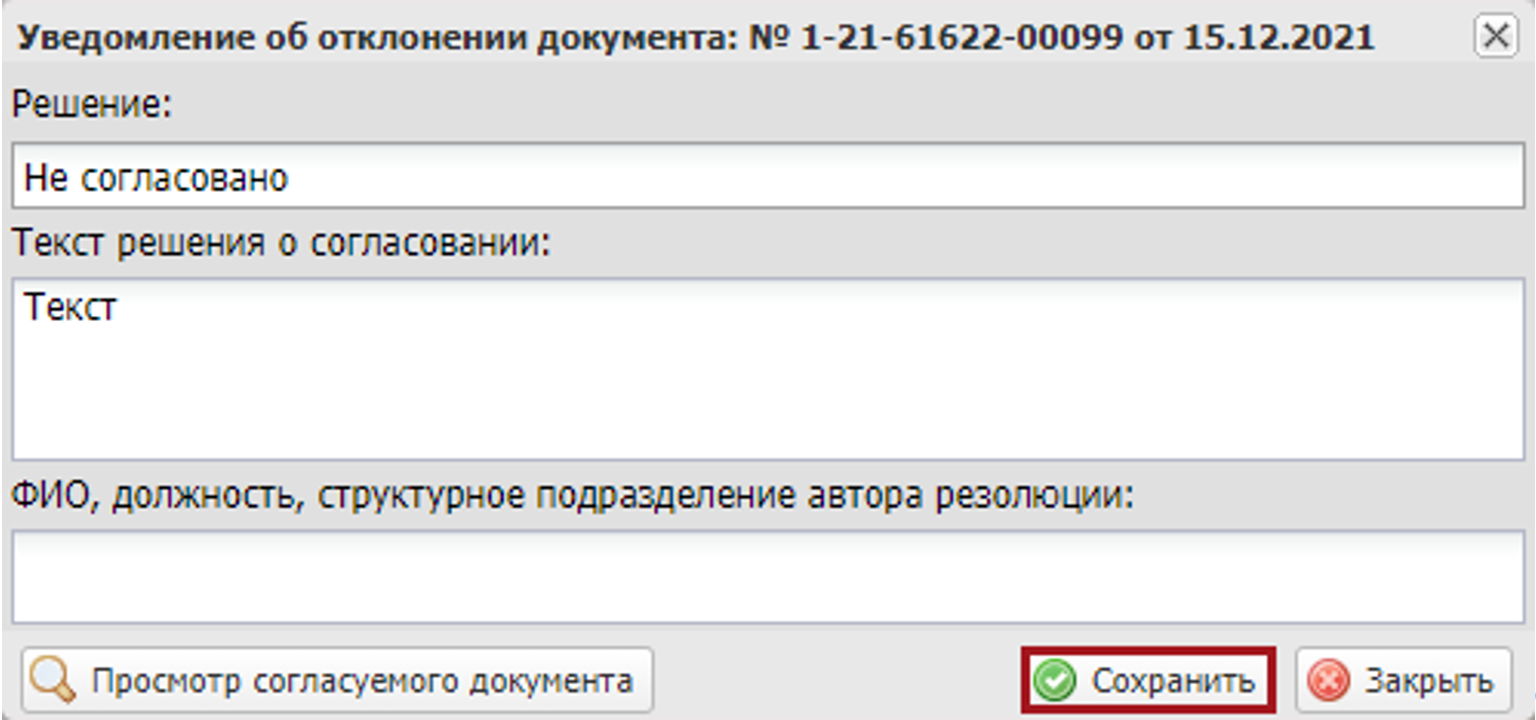 Уведомление об отклонении документа: № 1-21-61622-00099 от 15.12.2021
Решение:
Не согласовано
Текст решения о согласовании:
Текст
ФИО, должность, структурное подразделение автора резолюции:
Просмотр согласуемого документа
Сохранить
Закрыть